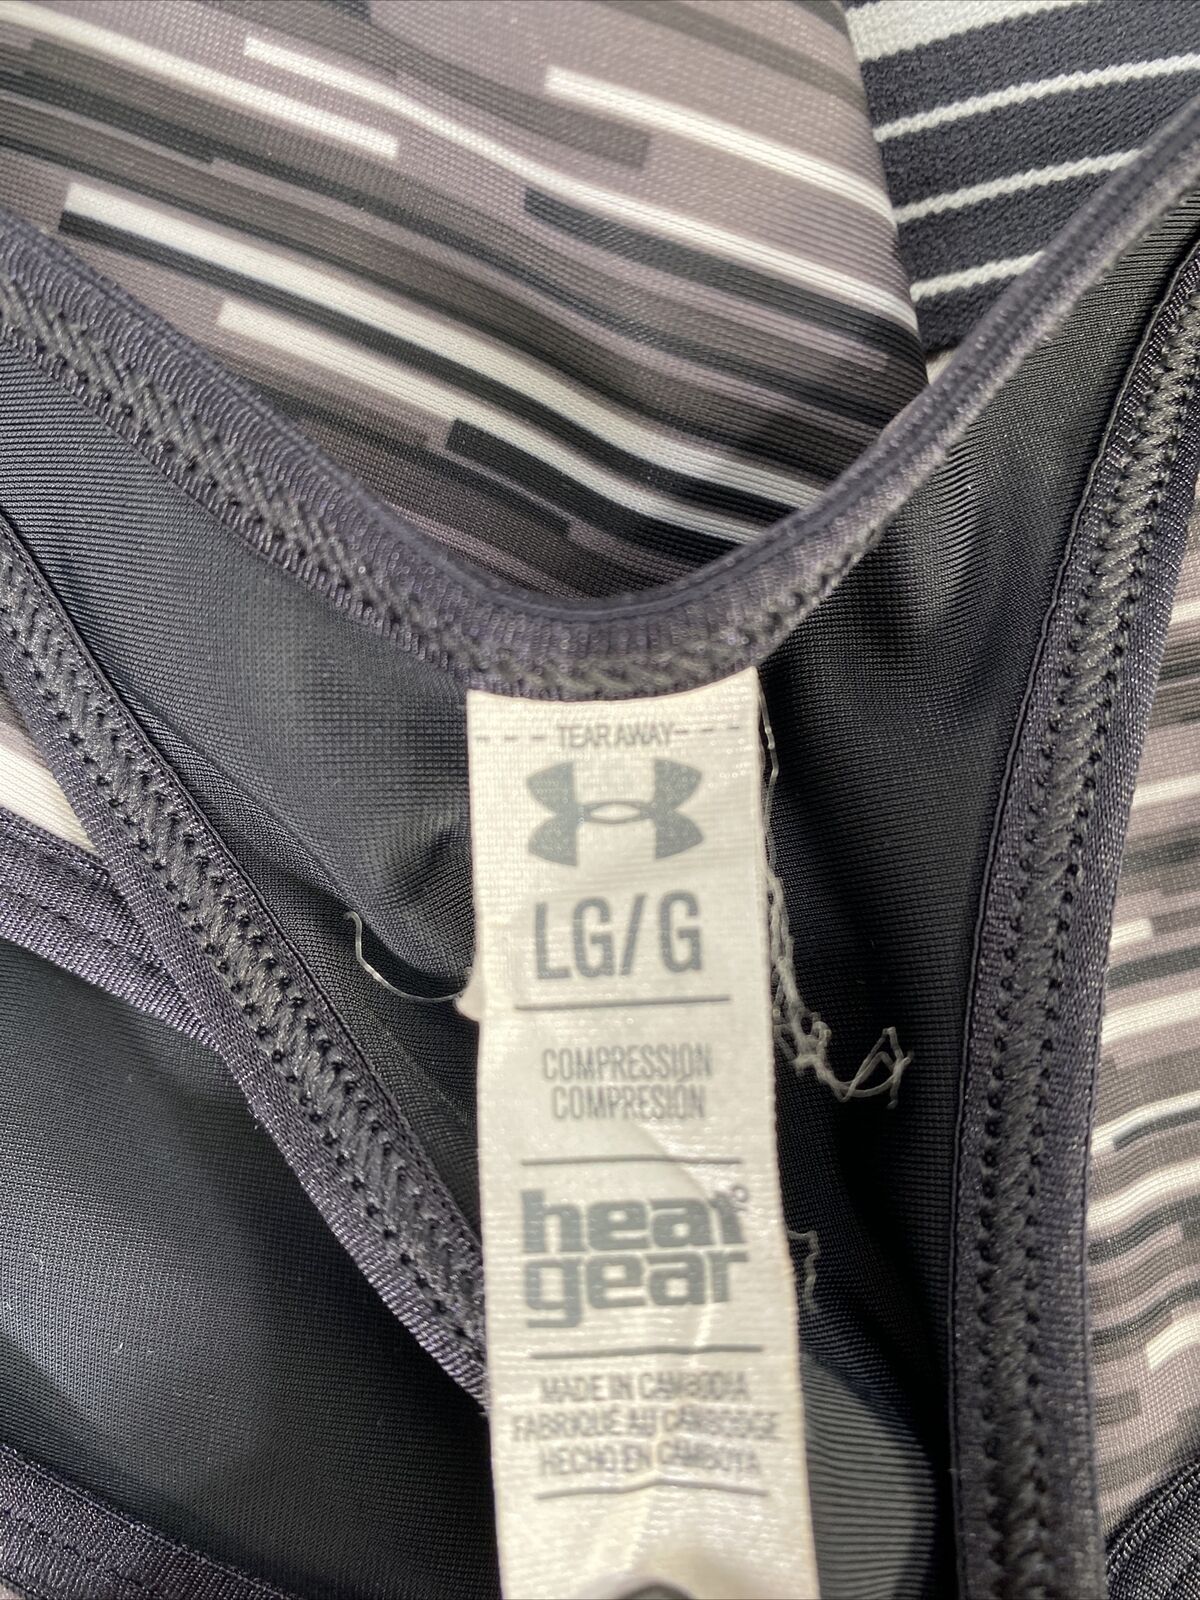 TEAR AWAY
LG/G
COMPRESSION
COMPRESIÓN
heat
gear
MADE IN CAMBODIA
FABRIQUÉ AU CAMBODGE
HECHO EN CAMBOYA